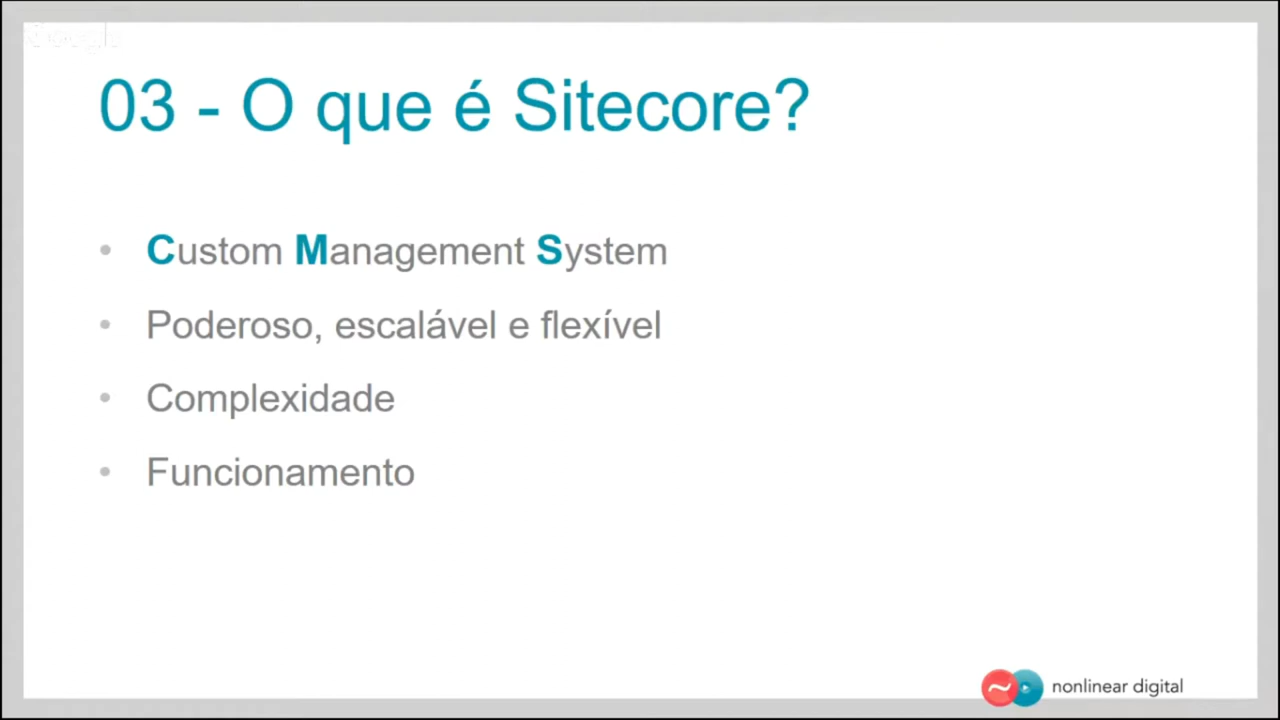 03 - O que é Sitecore?
• Custom Management System
• Poderoso, escalável e flexível
• Complexidade
• Funcionamento
nonlinear digital